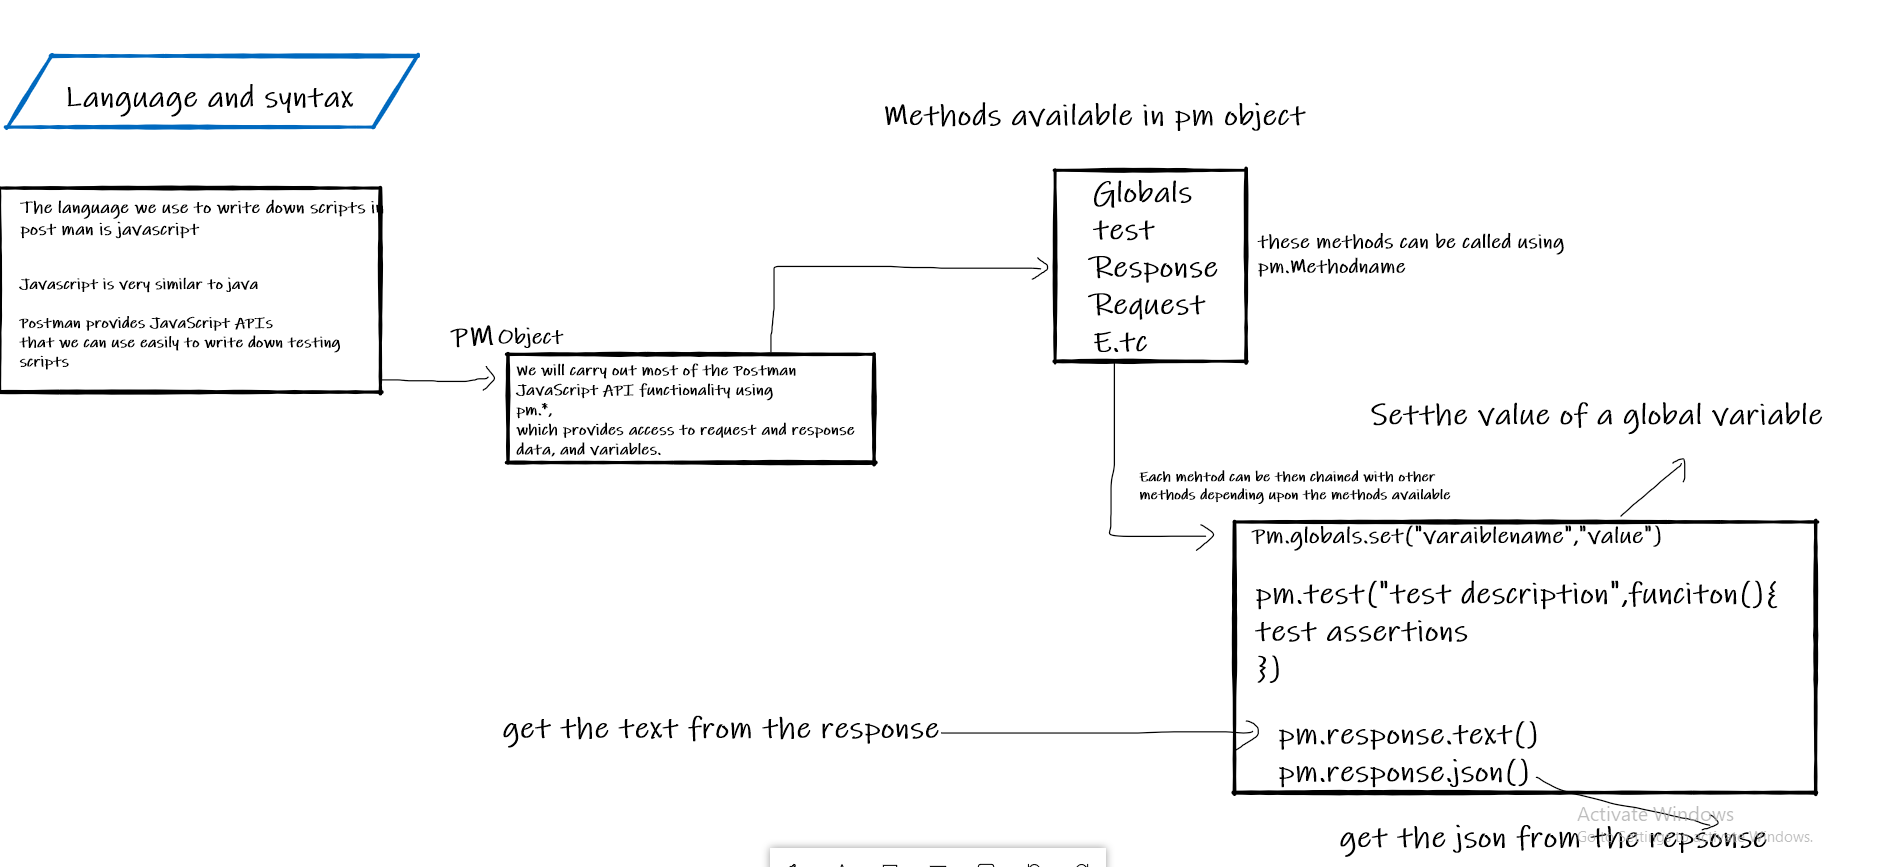 Language and syntax
The language we use to write down scripts in
post man is javascript
Javascript is very similar to java
Postman provides JavaScript APIs
that we can use easily to write down testing
scripts
PM Object
We will carry out most of the Postman
JavaScript API functionality using
pm.*,
which provides access to request and response
data, and variables.
Methods available in pm object
Globals
test
Response
Request
E.tc
these methods can be called using
pm.Methodname
Setthe value of a global variable
Each mehtod can be then chained with other
methods depending upon the methods available
Pm.globals.set("varaiblename","value")
pm.test("test description",funciton(){
test assertions
})
get the text from the response
pm.response.text()
pm.response.json()
get the json from the repsonse
Activate Windows
Go to Settings to activate Windows.